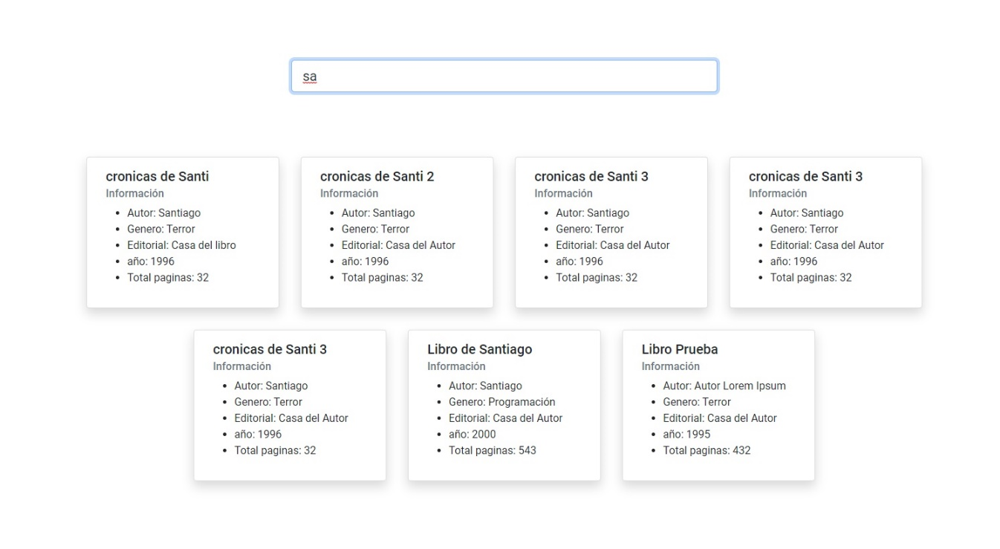 sa
cronicas de Santi
Información
Autor: Santiago
Genero: Terror
Editorial: Casa del libro
año: 1996
Total paginas: 32
cronicas de Santi 2
Información
Autor: Santiago
Genero: Terror
Editorial: Casa del Autor
año: 1996
Total paginas: 32
cronicas de Santi 3
Información
Autor: Santiago
Genero: Terror
Editorial: Casa del Autor
año: 1996
Total paginas: 32
cronicas de Santi 3
Información
Autor: Santiago
Genero: Terror
Editorial: Casa del Autor
año: 1996
Total paginas: 32
cronicas de Santi 3
Información
Autor: Santiago
Genero: Terror
Editorial: Casa del Autor
año: 1996
Total paginas: 32
Libro de Santiago
Información
Autor: Santiago
Genero: Programación
Editorial: Casa del Autor
año: 2000
Total paginas: 543
Libro Prueba
Información
Autor: Autor Lorem Ipsum
Genero: Terror
Editorial: Casa del Autor
año: 1995
Total paginas: 432